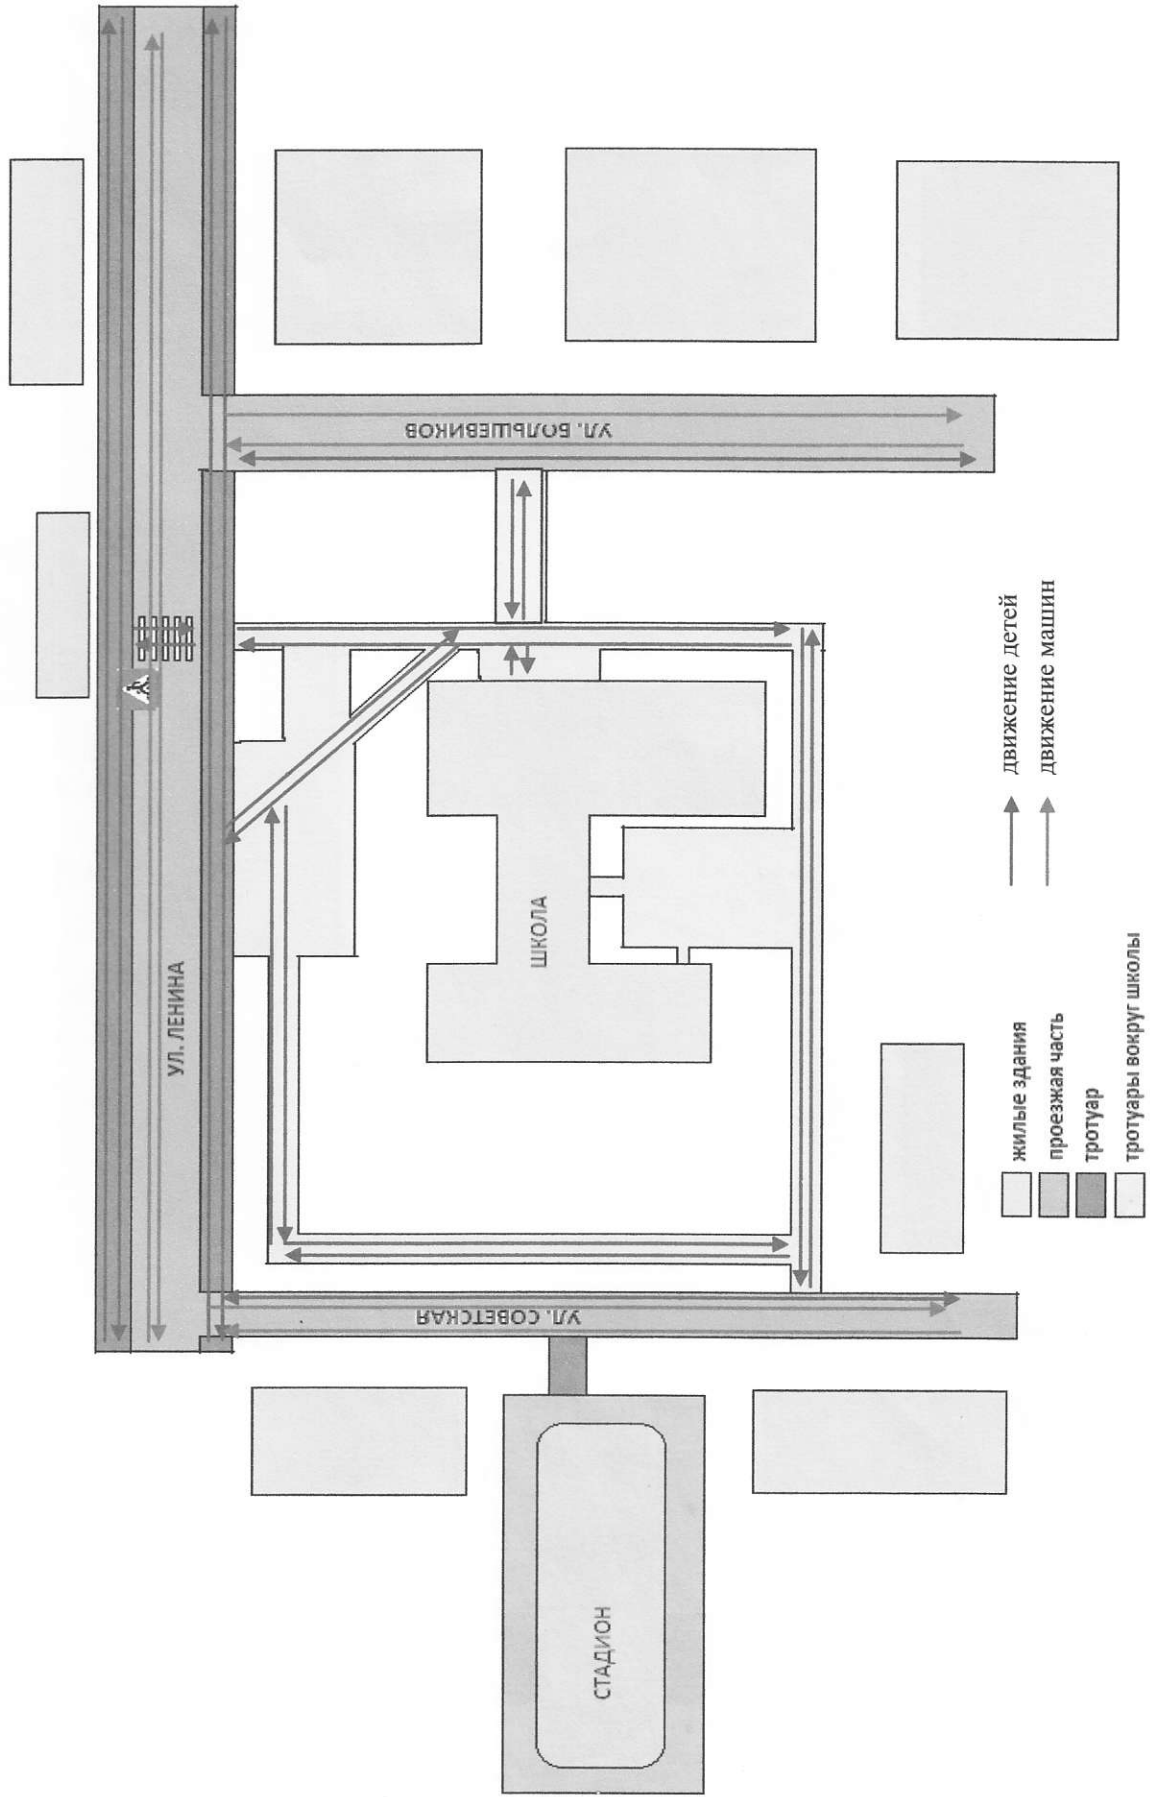 УЛ. ЛЕНИНА
УЛ. БОЛЬШЕВИКОВ
ШКОЛА
УЛ. СОВЕТСКАЯ
СТАДИОН
жилые здания
проезжая часть
тротуар
тротуары вокруг школы
движение детей
движение машин